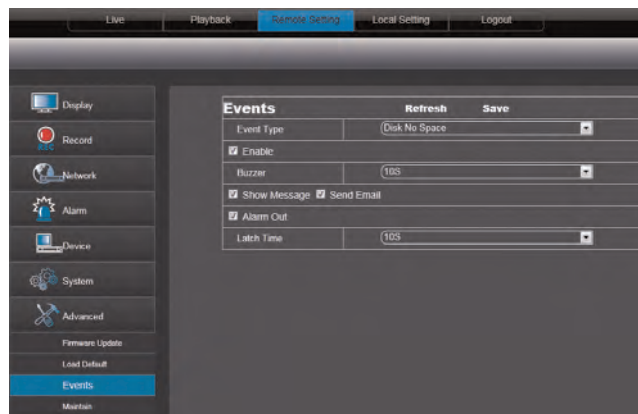 Live Playback Remote Setting Local Setting Logout
Display
Record
REC
Network
Alarm
Device
System
Advanced
Firmware Update
Load Default
Events
Maintain
Events Refresh Save
Event Type Disk No Space
Enable
Buzzer 10S
Show Message Send Email
Alarm Out
Latch Time 10S